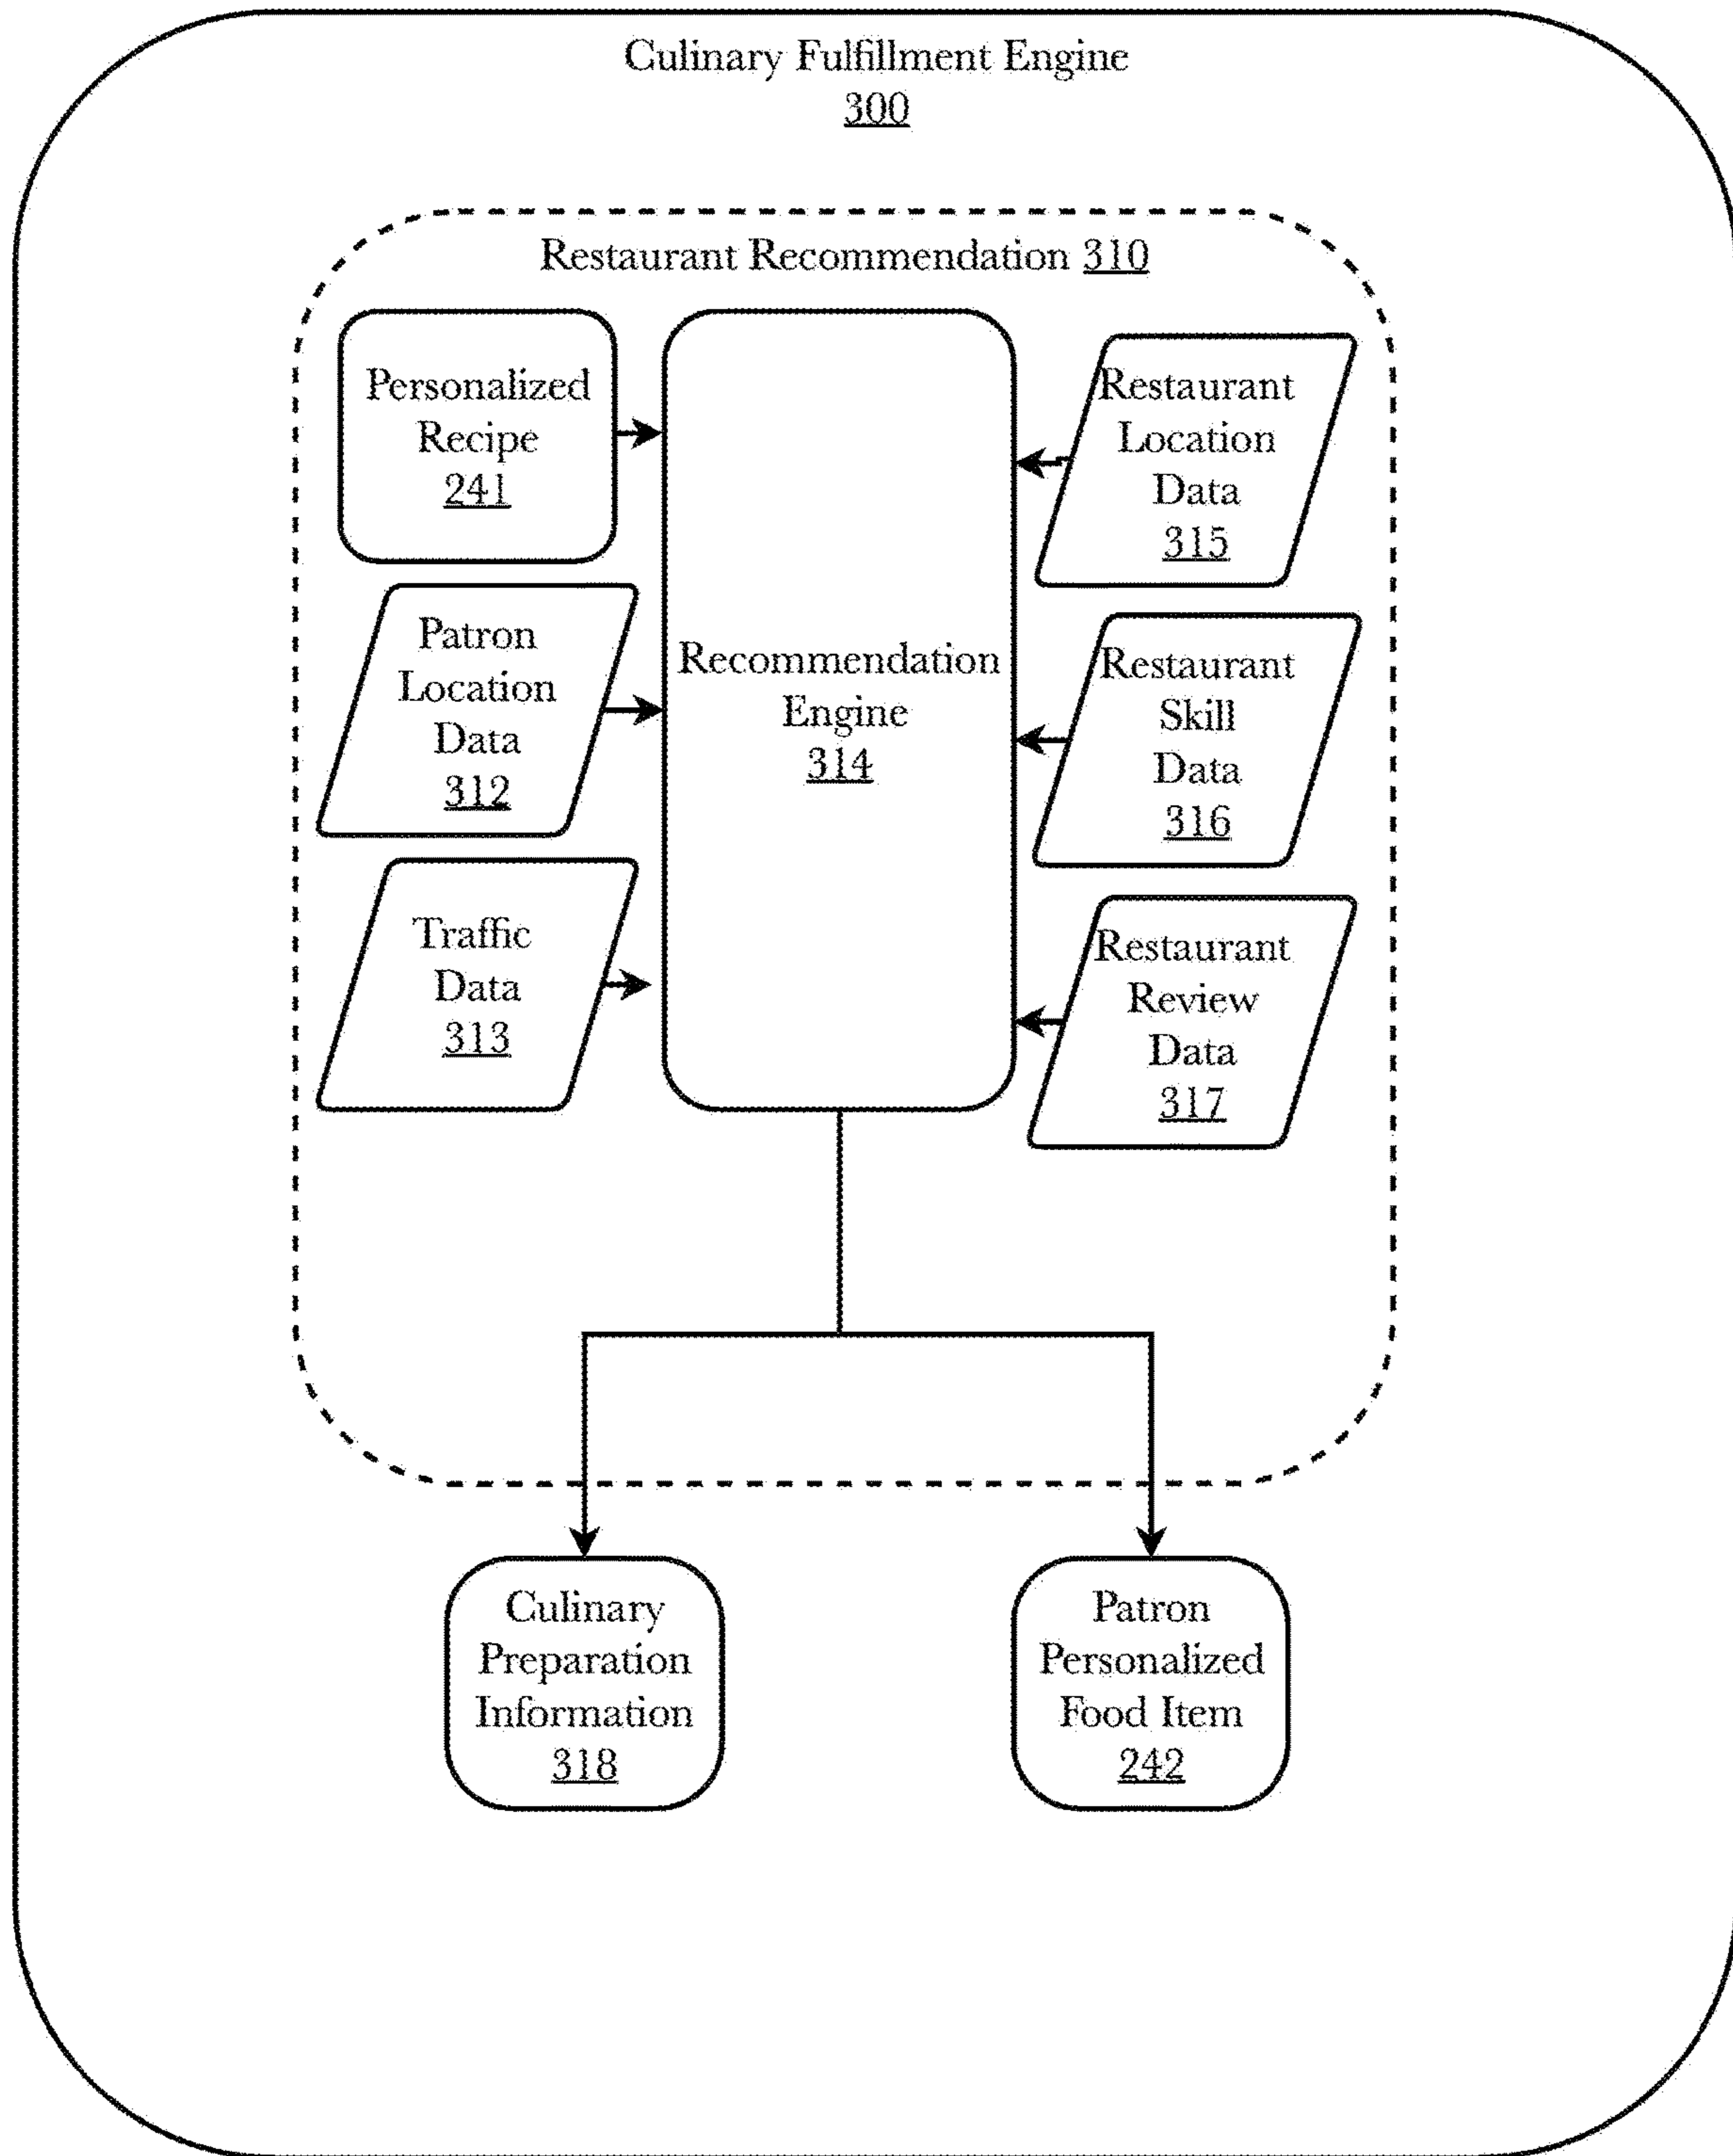 Culinary Fulfillment Engine
300
Restaurant Recommendation 310
Personalized
Recipe
241
Patron
Location
Data
312
Traffic
Data
313
Recommendation
Engine
314
Restaurant
Location
Data
315
Restaurant
Skill
Data
316
Restaurant
Review
Data
317
Culinary
Preparation
Information
318
Patron
Personalized
Food Item
242